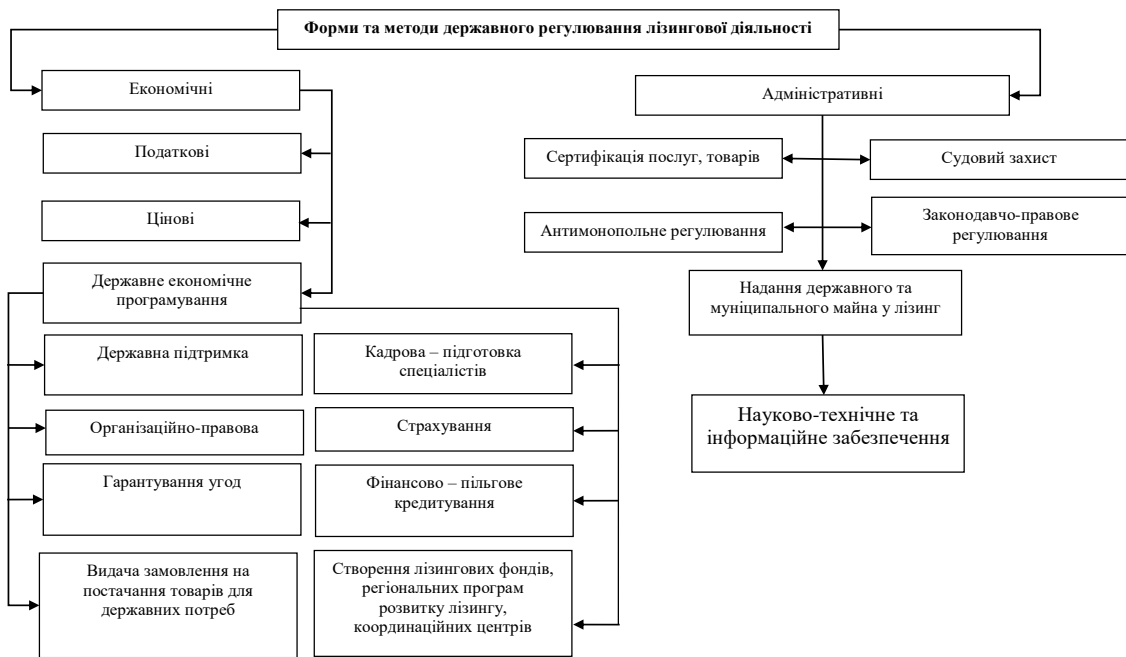 Форми та методи державного регулювання лізингової діяльності
Економічні
Податкові
Цінові
Державне економічне
програмування
Державна підтримка
Організаційно-правова
Гарантування угод
Видача замовлення на
постачання товарів для
державних потреб
Кадрова – підготовка
спеціалістів
Страхування
Фінансово – пільгове
кредитування
Створення лізингових фондів,
регіональних програм
розвитку лізингу,
координаційних центрів
Адміністративні
Сертифікація послуг, товарів
Судовий захист
Антимонопольне регулювання
Законодавчо-правове
регулювання
Надання державного та
муніципального майна у лізинг
Науково-технічне та
інформаційне забезпечення